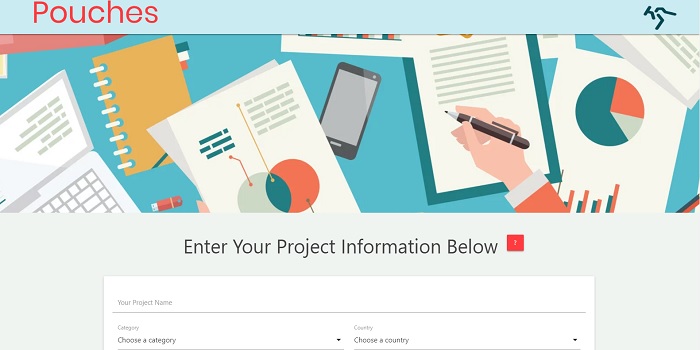 Pouches
Enter Your Project Information Below ?
Your Project Name
Category
Country
Choose a category
Choose a country